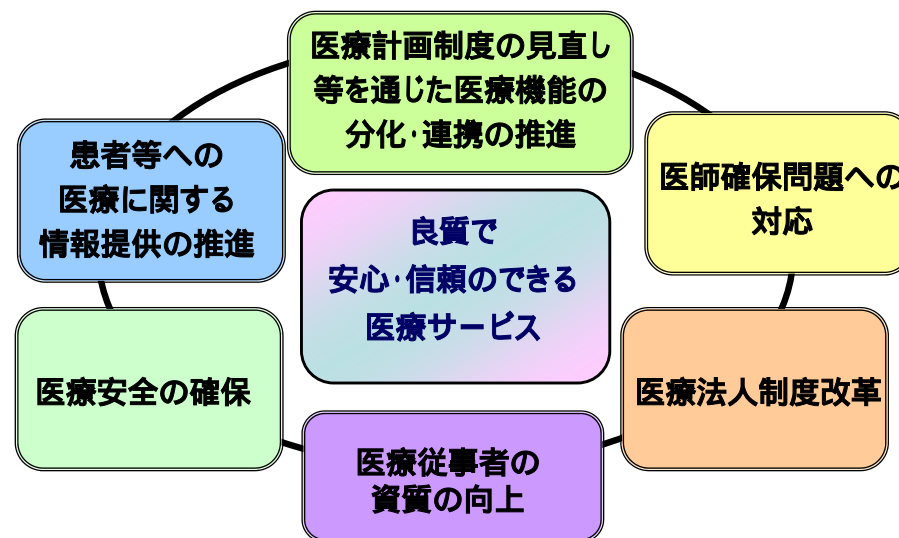 医療計画制度の見直し
等を通じた医療機能の
分化・連携の推進
患者等への
医療に関する
情報提供の推進
医師確保問題への
対応
良質で
安心・信頼のできる
医療サービス
医療安全の確保
医療法人制度改革
医療従事者の
資質の向上